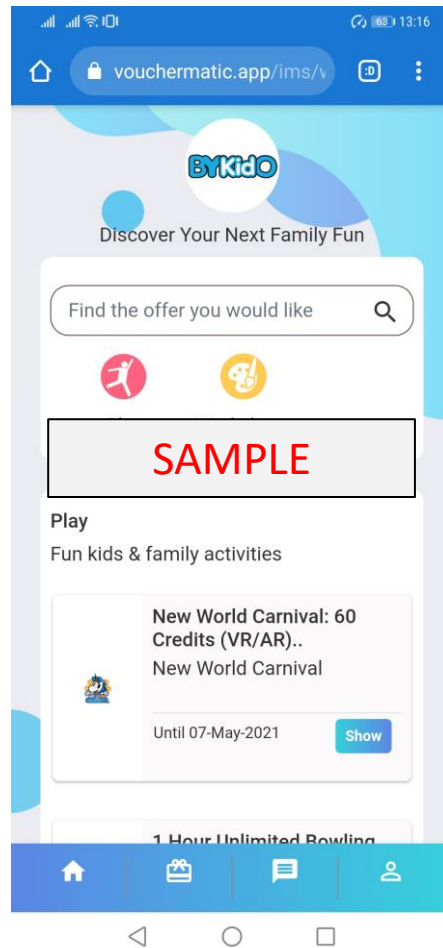 63 13:16
vouchermatic.app/ims/v
:D
BYKidO
Discover Your Next Family Fun
Find the offer you would like
SAMPLE
Play
Fun kids & family activities
New World Carnival: 60
Credits (VR/AR)..
New World Carnival
Until 07-May-2021
Show
1 Hour Unlimited Bowling